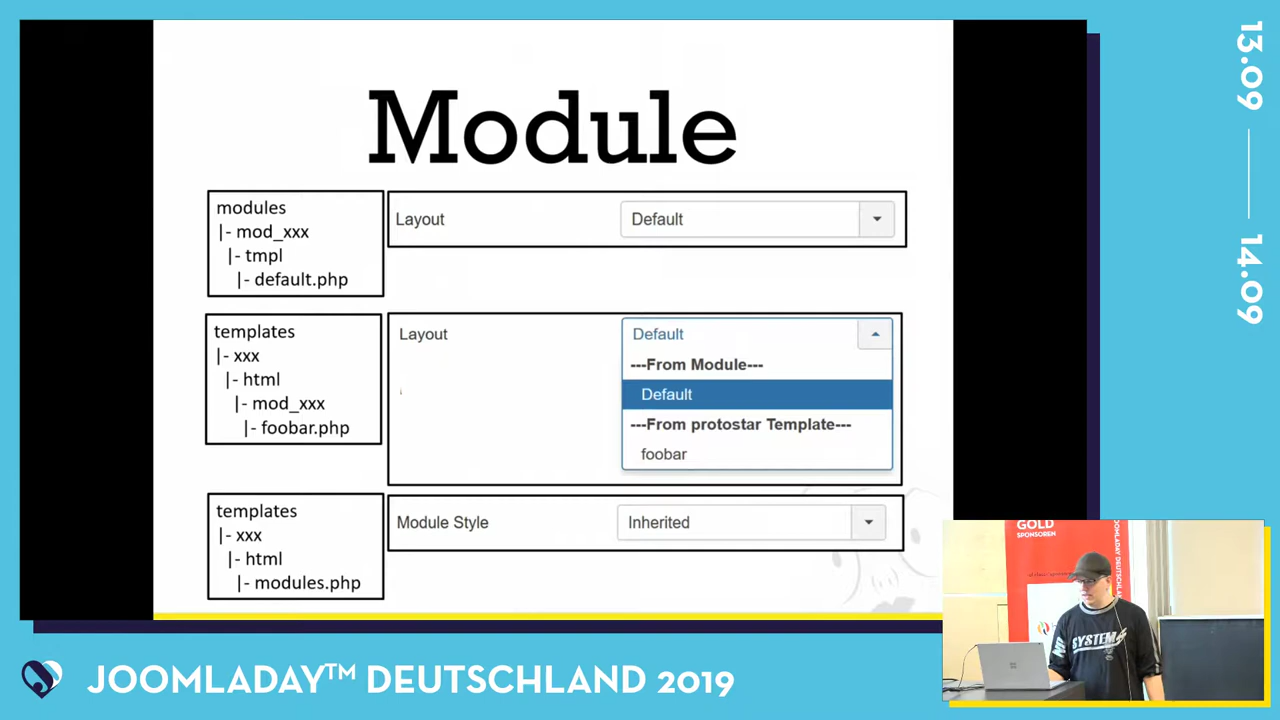 Module
modules
|- mod_xxx
|- tmpl
|- default.php
Layout
Default
templates
|- xxx
|- html
|- mod_xxx
|- foobar.php
Layout
Default
---From Module---
Default
---From protostar Template---
foobar
templates
|- xxx
|- html
|- modules.php
Module Style
Inherited
13.09
14.09
GOLD
SPONSOREN
JOOMLADAY DEUTSCHLAND
SYSTEM
JOOMLADAY™ DEUTSCHLAND 2019